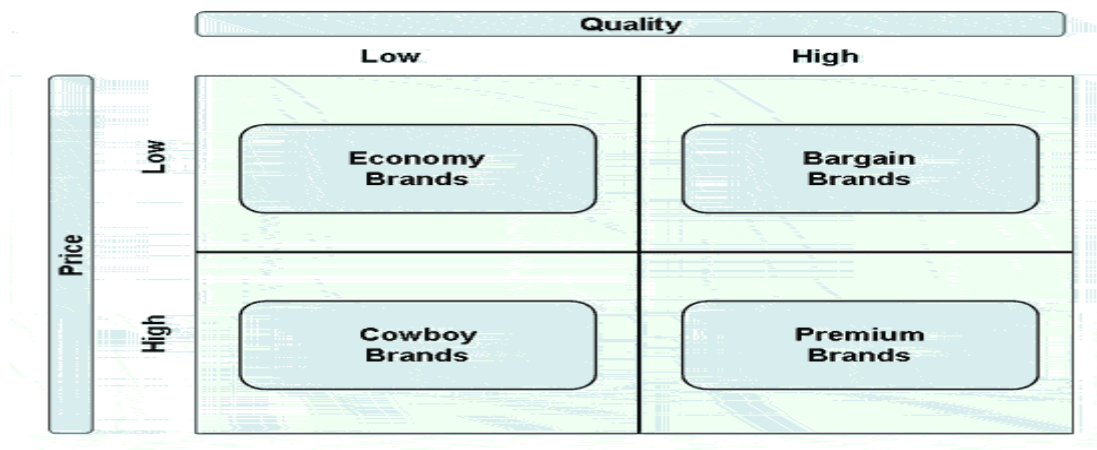 Quality
Low
High
Price
Low
Economy
Brands
Bargain
Brands
High
Cowboy
Brands
Premium
Brands